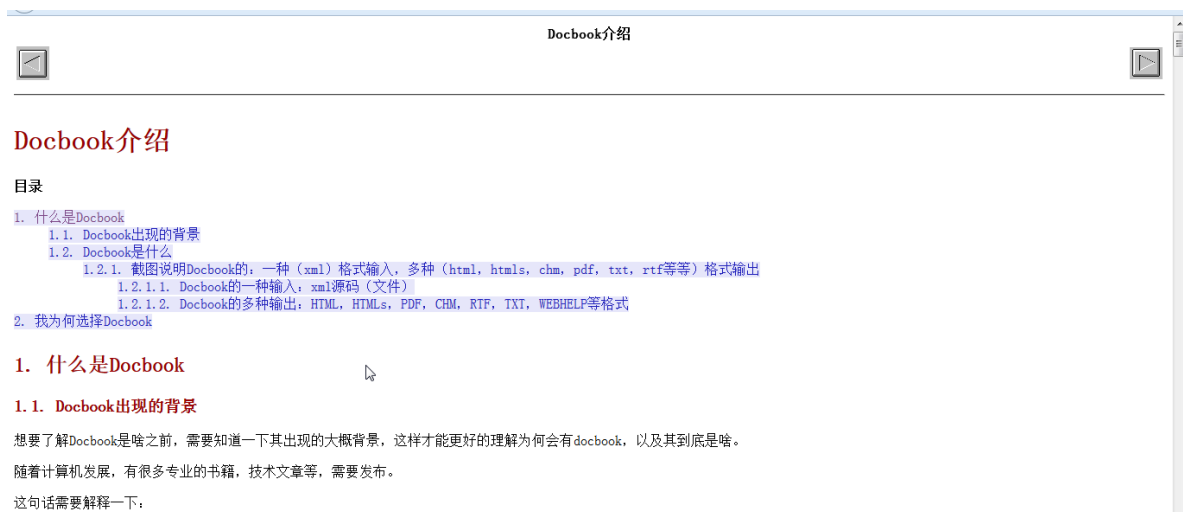 Docbook介绍
Docbook介绍
目录
1. 什么是Docbook
1.1. Docbook出现的背景
1.2. Docbook是什么
1.2.1. 截图说明Docbook的：一种（xml）格式输入，多种（html，htmls，chm，pdf，txt，rtf等等）格式输出
1.2.1.1. Docbook的一种输入：xml源码（文件）
1.2.1.2. Docbook的多种输出：HTML，HTMLs，PDF，CHM，RTF，TXT，WEBHELP等格式
2. 我为何选择Docbook
1. 什么是Docbook
1.1. Docbook出现的背景
想要了解Docbook是啥之前，需要知道一下其出现的大概背景，这样才能更好的理解为何会有docbook，以及其到底是啥。
随着计算机发展，有很多专业的书籍，技术文章等，需要发布。
这句话需要解释一下：